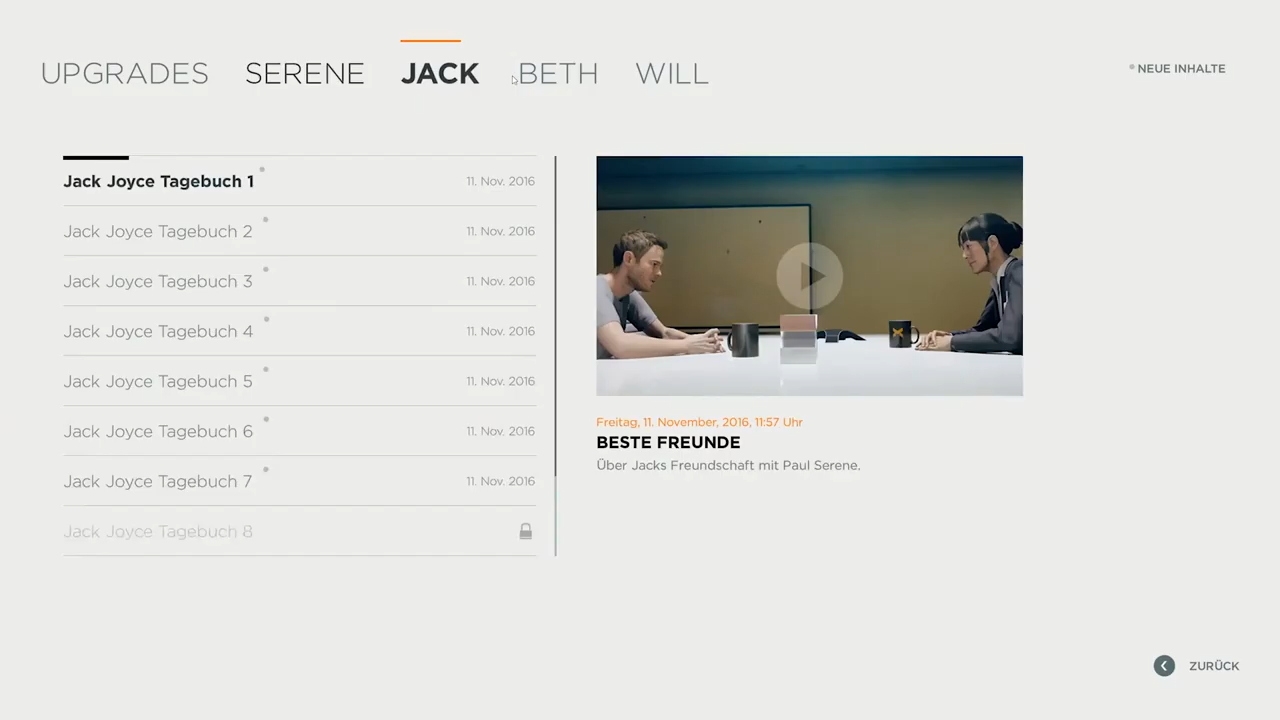 UPGRADES SERENE JACK BETH WILL
NEUE INHALTE
Jack Joyce Tagebuch 1 11. Nov. 2016
Jack Joyce Tagebuch 2 11. Nov. 2016
Jack Joyce Tagebuch 3 11. Nov. 2016
Jack Joyce Tagebuch 4 11. Nov. 2016
Jack Joyce Tagebuch 5 11. Nov. 2016
Jack Joyce Tagebuch 6 11. Nov. 2016
Jack Joyce Tagebuch 7 11. Nov. 2016
Jack Joyce Tagebuch 8
Freitag, 11. November, 2016, 11:57 Uhr
BESTE FREUNDE
Über Jacks Freundschaft mit Paul Serene.
ZURÜCK